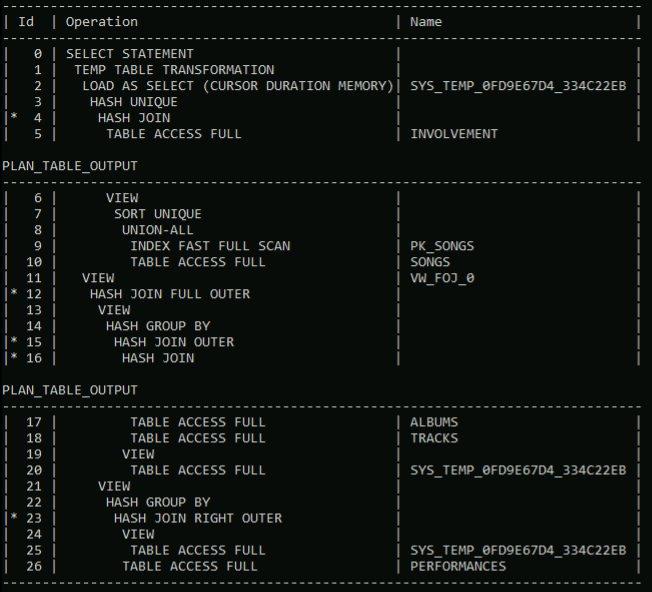 ---------------------------------------------------------------------------------
| Id  | Operation                                | Name                        |
---------------------------------------------------------------------------------
|   0 | SELECT STATEMENT                         |                             |
|   1 |  TEMP TABLE TRANSFORMATION               |                             |
|   2 |   LOAD AS SELECT (CURSOR DURATION MEMORY)| SYS_TEMP_0FD9E67D4_334C22EB |
|   3 |    HASH UNIQUE                           |                             |
|*  4 |     HASH JOIN                            |                             |
|   5 |      TABLE ACCESS FULL                   | INVOLVEMENT                 |
PLAN_TABLE_OUTPUT
---------------------------------------------------------------------------------
|   6 |      VIEW                                |                             |
|   7 |       SORT UNIQUE                        |                             |
|   8 |        UNION-ALL                         |                             |
|   9 |         INDEX FAST FULL SCAN             | PK_SONGS                    |
|  10 |         TABLE ACCESS FULL                | SONGS                       |
|  11 |   VIEW                                   | VW_FOJ_0                    |
|* 12 |    HASH JOIN FULL OUTER                  |                             |
|  13 |     VIEW                                 |                             |
|  14 |      HASH GROUP BY                       |                             |
|* 15 |       HASH JOIN OUTER                    |                             |
|* 16 |        HASH JOIN                         |                             |
PLAN_TABLE_OUTPUT
---------------------------------------------------------------------------------
|  17 |         TABLE ACCESS FULL                | ALBUMS                      |
|  18 |         TABLE ACCESS FULL                | TRACKS                      |
|  19 |        VIEW                              |                             |
|  20 |         TABLE ACCESS FULL                | SYS_TEMP_0FD9E67D4_334C22EB |
|  21 |     VIEW                                 |                             |
|  22 |      HASH GROUP BY                       |                             |
|* 23 |       HASH JOIN RIGHT OUTER              |                             |
|  24 |        VIEW                              |                             |
|  25 |         TABLE ACCESS FULL                | SYS_TEMP_0FD9E67D4_334C22EB |
|  26 |        TABLE ACCESS FULL                 | PERFORMANCES                |
---------------------------------------------------------------------------------